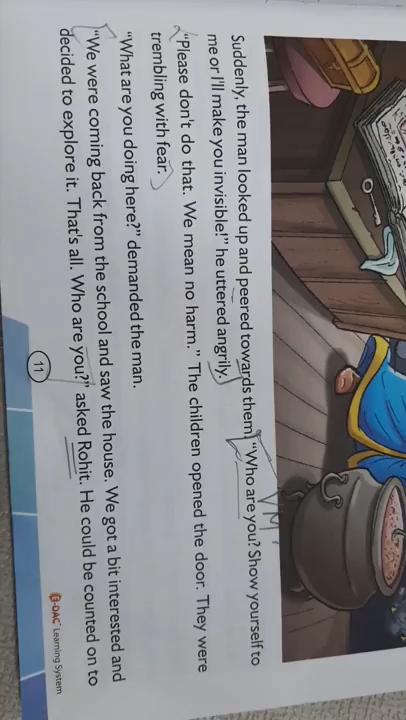 Suddenly, the man looked up and peered towards them. "Who are you? Show yourself to
me or I'll make you invisible!" he uttered angrily.
"Please don't do that. We mean no harm." The children opened the door. They were
trembling with fear.
"What are you doing here?" demanded the man.
"We were coming back from the school and saw the house. We got a bit interested and
decided to explore it. That's all. Who are you?" asked Rohit. He could be counted on to
11
E-DAC Learning System